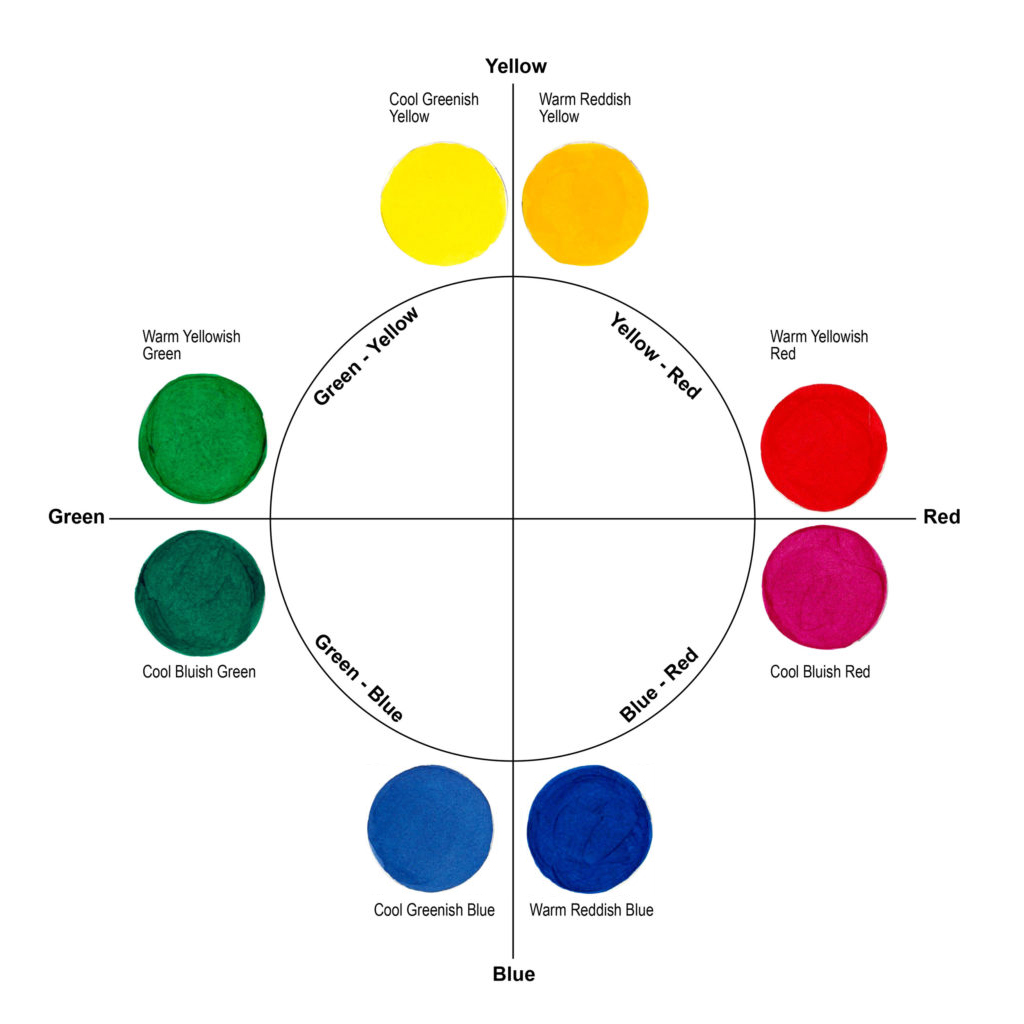 Yellow
Cool Greenish
Yellow
Warm Reddish
Yellow
Green - Yellow
Yellow - Red
Warm Yellowish
Green
Warm Yellowish
Red
Green
Red
Cool Bluish Green
Cool Bluish Red
Green - Blue
Blue - Red
Cool Greenish Blue
Warm Reddish Blue
Blue